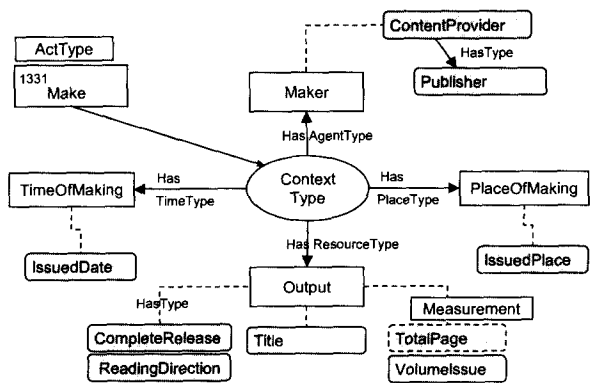 ContentProvider
ActType
HasType
1331
Make
Maker
Publisher
Has AgentType
Has
TimeType
Context
Type
Has
PlaceType
TimeOfMaking
PlaceOfMaking
Has ResourceType
IssuedDate
IssuedPlace
Output
HasType
Measurement
CompleteRelease
Title
TotalPage
ReadingDirection
VolumeIssue